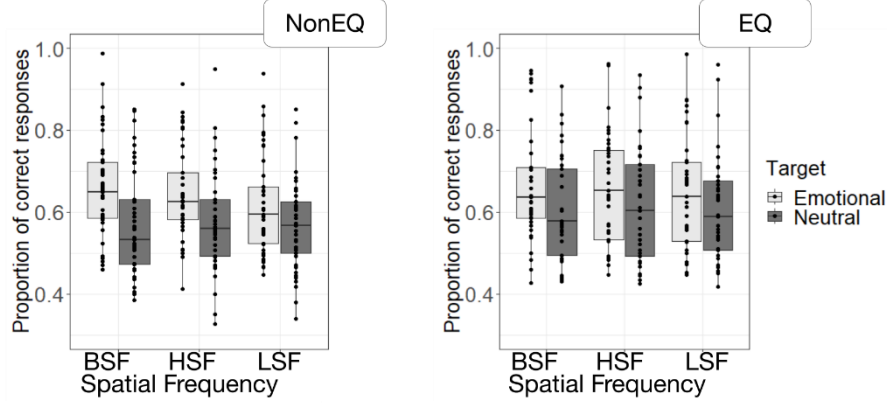 NonEQ
Proportion of correct responses
1.0
0.8
0.6
0.4
BSF HSF LSF
Spatial Frequency
EQ
Proportion of correct responses
1.0
0.8
0.6
0.4
BSF HSF LSF
Spatial Frequency
Target
Emotional
Neutral